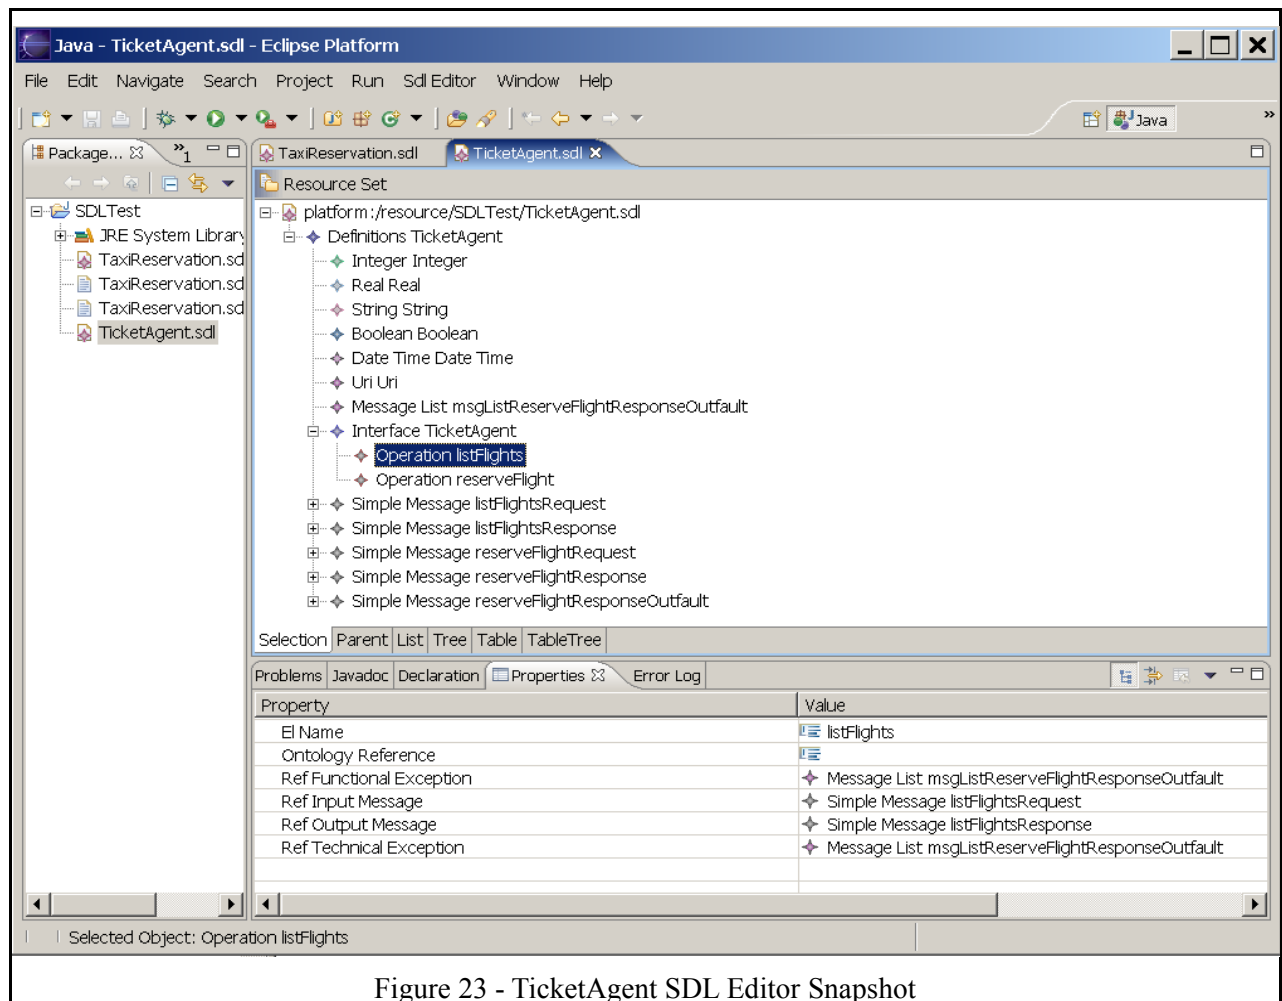 Java - TicketAgent.sdl - Eclipse Platform
File Edit Navigate Search Project Run Sdl Editor Window Help
Java »
Package... »1
TaxiReservation.sdl TicketAgent.sdl
Resource Set
SDLTest
JRE System Library
TaxiReservation.sd
TaxiReservation.sd
TaxiReservation.sd
TicketAgent.sdl
platform:/resource/SDLTest/TicketAgent.sdl
Definitions TicketAgent
Integer Integer
Real Real
String String
Boolean Boolean
Date Time Date Time
Uri Uri
Message List msgListReserveFlightResponseOutfault
Interface TicketAgent
Operation listFlights
Operation reserveFlight
Simple Message listFlightsRequest
Simple Message listFlightsResponse
Simple Message reserveFlightRequest
Simple Message reserveFlightResponse
Simple Message reserveFlightResponseOutfault
Selection Parent List Tree Table TableTree
Problems Javadoc Declaration Properties Error Log
Property Value
El Name listFlights
Ontology Reference
Ref Functional Exception Message List msgListReserveFlightResponseOutfault
Ref Input Message Simple Message listFlightsRequest
Ref Output Message Simple Message listFlightsResponse
Ref Technical Exception Message List msgListReserveFlightResponseOutfault
Selected Object: Operation listFlights
Figure 23 - TicketAgent SDL Editor Snapshot